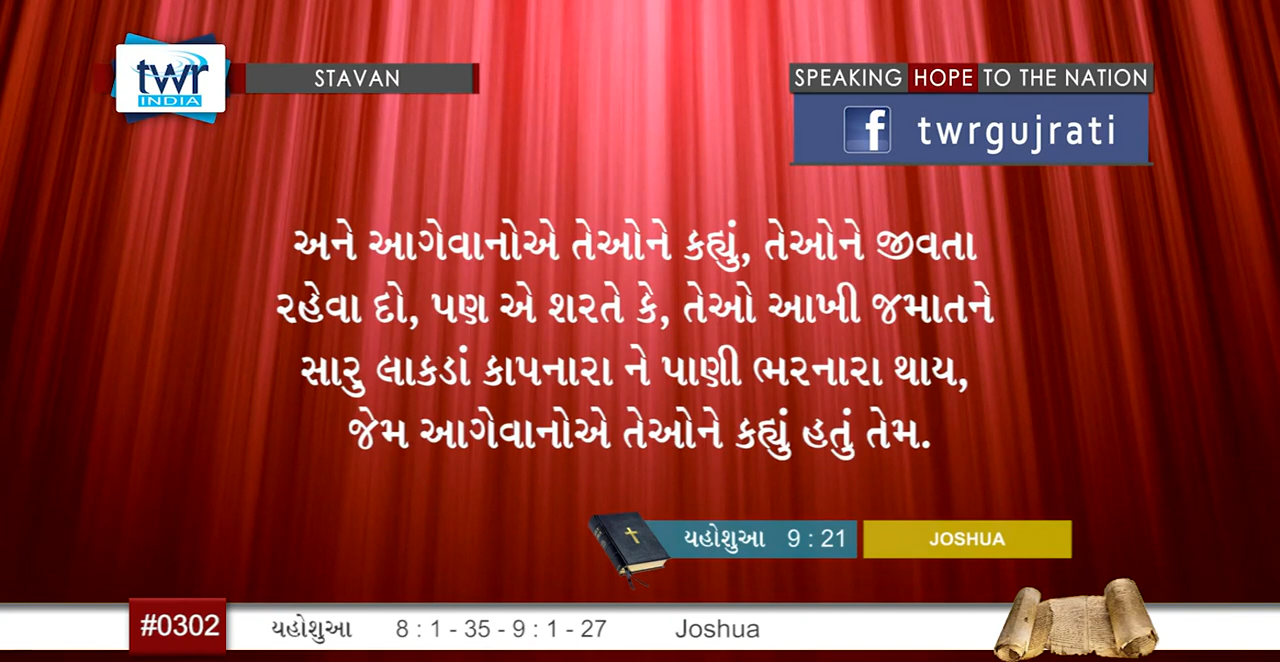 twr
INDIA
STAVAN
SPEAKING HOPE TO THE NATION
f twrgujrati
અને આગેવાનોએ તેઓને કહ્યું, તેઓને જીવતા
રહેવા દો, પણ એ શરતે કે, તેઓ આખી જમાતને
સારુ લાકડાં કાપનારા ને પાણી ભરનારા થાય,
જેમ આગેવાનોએ તેઓને કહ્યું હતું તેમ.
યહોશુઆ 9 : 21 JOSHUA
#0302 યહોશુઆ 8 : 1 - 35 - 9 : 1 - 27 Joshua